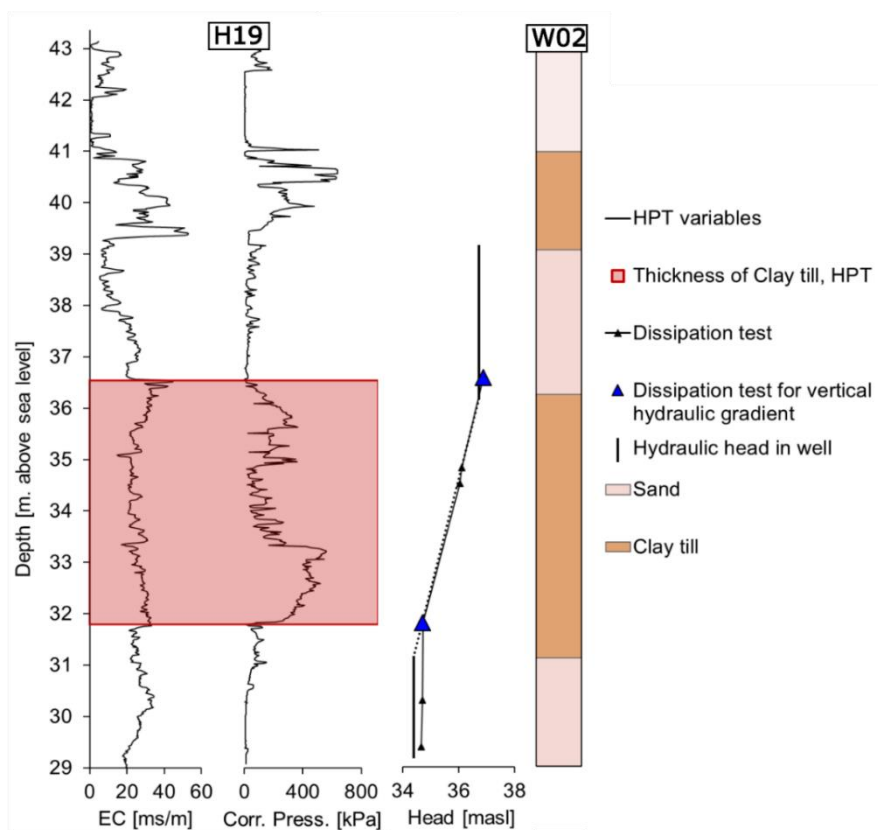 H19
W02
Depth [m. above sea level]
43
42
41
40
39
38
37
36
35
34
33
32
31
30
29
0 20 40 60
EC [ms/m]
0 400 800
Corr. Press. [kPa]
34 36 38
Head [masl]
HPT variables
Thickness of Clay till, HPT
Dissipation test
Dissipation test for vertical
hydraulic gradient
Hydraulic head in well
Sand
Clay till